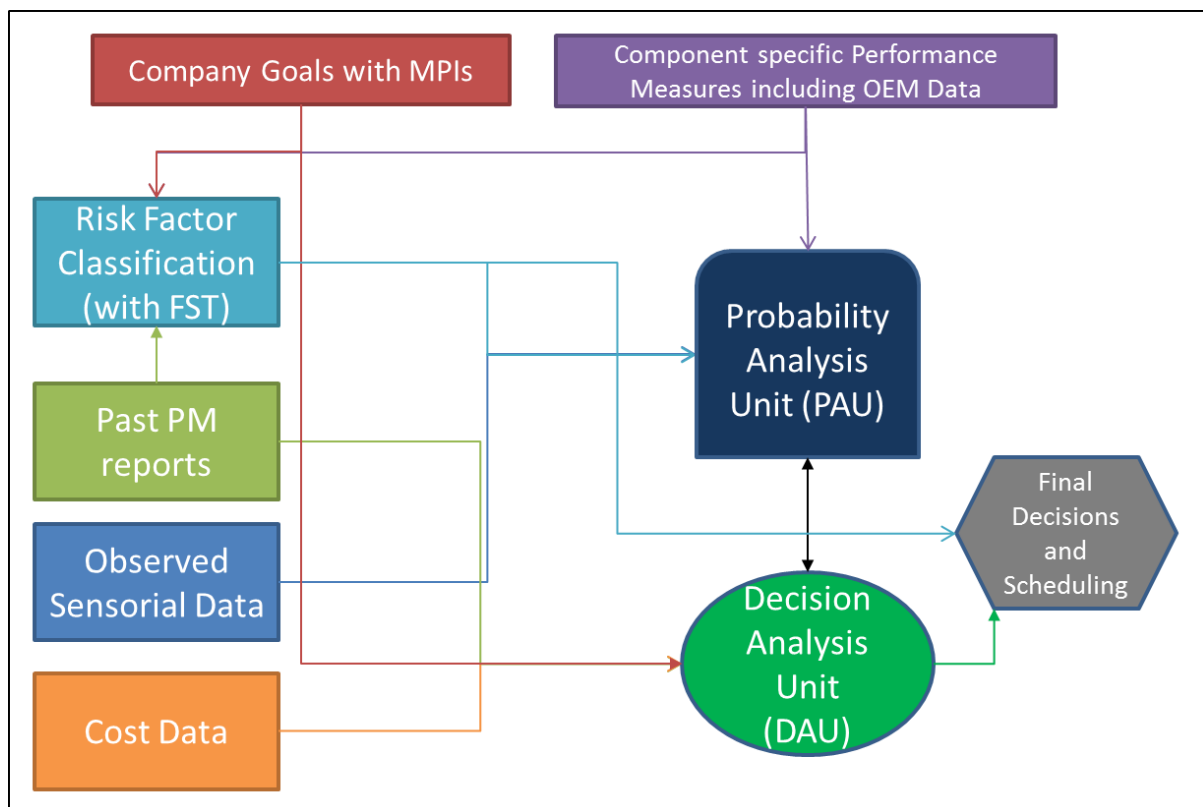 Company Goals with MPIs
Component specific Performance
Measures including OEM Data
Risk Factor
Classification
(with FST)
Probability
Analysis
Unit (PAU)
Past PM
reports
Final
Decisions
and
Scheduling
Observed
Sensorial Data
Decision
Analysis
Unit
(DAU)
Cost Data